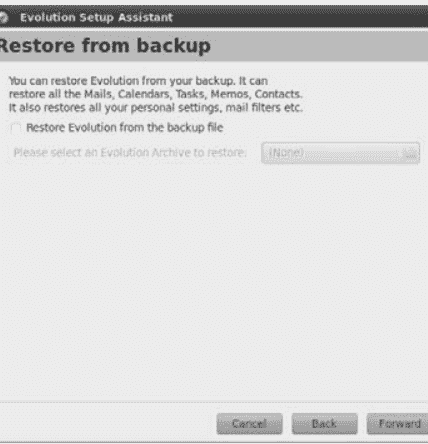 Evolution Setup Assistant
Restore from backup
You can restore Evolution from your backup. It can
restore all the Mails, Calendars, Tasks, Memos, Contacts.
It also restores all your personal settings, mail filters etc.
Restore Evolution from the backup file
Please select an Evolution Archive to restore: (None)
Cancel Back Forward